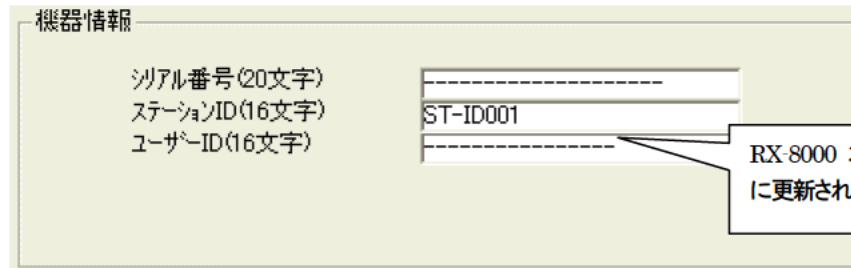 機器情報
シリアル番号(20文字) --------------------
ステーションID(16文字) ST-ID001
ユーザーID(16文字) ----------------
RX-8000
に更新され